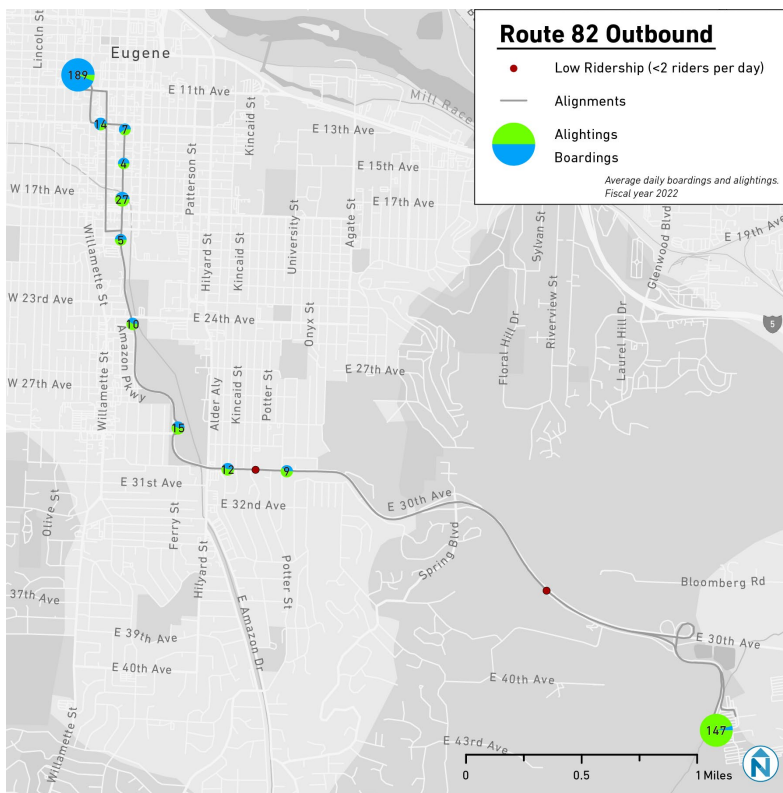 Route 82 Outbound
Low Ridership (<2 riders per day)
Alignments
Alightings
Boardings
Average daily boardings and alightings.
Fiscal year 2022
Lincoln St
Eugene
189
E 11th Ave
Mill Race
14
7
E 13th Ave
Kincaid St
4
E 15th Ave
Patterson St
W 17th Ave
27
E 17th Ave
University St
Agate St
Sylvan St
Glenwood Blvd
E 19th Ave
5
Willamette St
Hilyard St
Kincaid St
Riverview St
W 23rd Ave
10
E 24th Ave
Onyx St
Floral Hill Dr
Laurel Hill Dr
5
Amazon Pkwy
Willamette St
W 27th Ave
Alder Aly
Kincaid St
Potter St
E 27th Ave
15
12
9
E 31st Ave
E 32nd Ave
E 30th Ave
Olive St
Ferry St
Hilyard St
Potter St
Spring Blvd
Bloomberg Rd
37th Ave
E Amazon Dr
E 39th Ave
E 30th Ave
E 40th Ave
E 40th Ave
Willamette St
E 43rd Ave
147
0
0.5
1 Miles
N